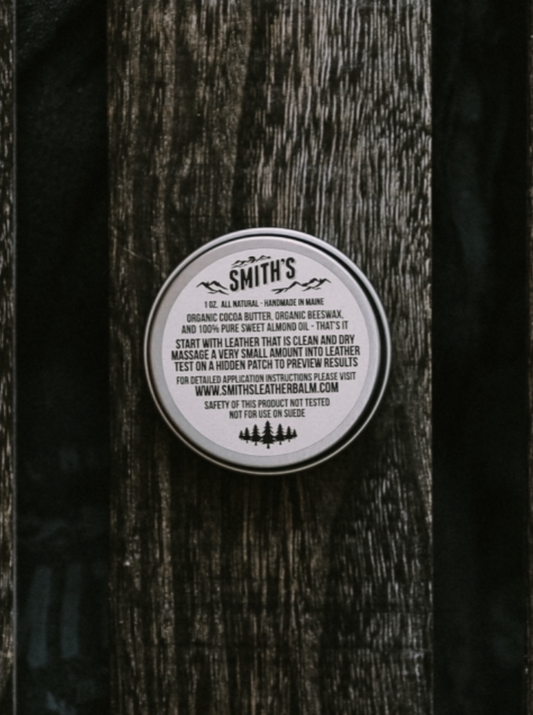 SMITH'S
1 OZ. ALL NATURAL - HANDMADE IN MAINE
ORGANIC COCOA BUTTER, ORGANIC BEESWAX,
AND 100% PURE SWEET ALMOND OIL - THAT'S IT
START WITH LEATHER THAT IS CLEAN AND DRY
MASSAGE A VERY SMALL AMOUNT INTO LEATHER
TEST ON A HIDDEN PATCH TO PREVIEW RESULTS
FOR DETAILED APPLICATION INSTRUCTIONS PLEASE VISIT
WWW.SMITHSLEATHERBALM.COM
SAFETY OF THIS PRODUCT NOT TESTED
NOT FOR USE ON SUEDE